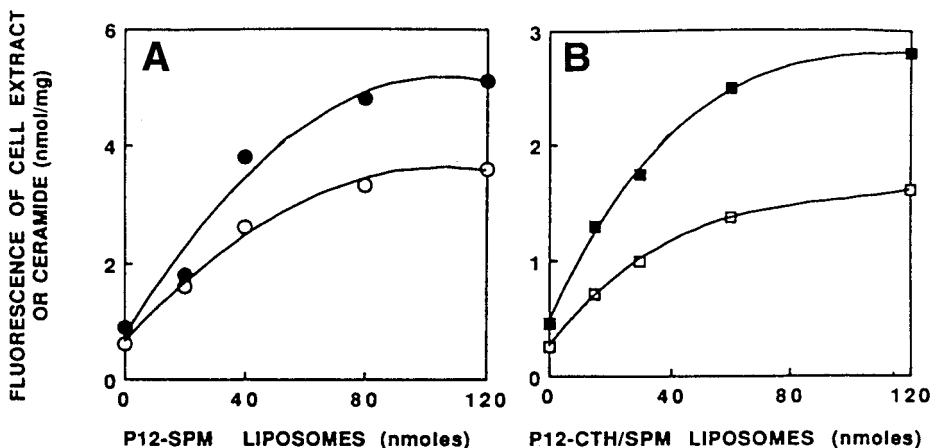 FLUORESCENCE OF CELL EXTRACT
OR CERAMIDE (nmol/mg)
A
6
4
2
0
0 40 80 120
P12-SPM LIPOSOMES (nmoles)
B
3
2
1
0
0 40 80 120
P12-CTH/SPM LIPOSOMES (nmoles)